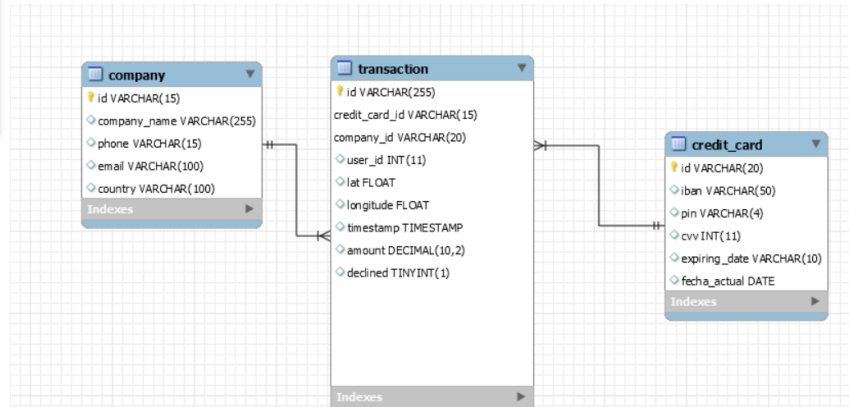 company
id VARCHAR(15)
company_name VARCHAR(255)
phone VARCHAR(15)
email VARCHAR(100)
country VARCHAR(100)
Indexes
transaction
id VARCHAR(255)
credit_card_id VARCHAR(15)
company_id VARCHAR(20)
user_id INT(11)
lat FLOAT
longitude FLOAT
timestamp TIMESTAMP
amount DECIMAL(10,2)
declined TINYINT(1)
Indexes
credit_card
id VARCHAR(20)
iban VARCHAR(50)
pin VARCHAR(4)
cvv INT(11)
expiring_date VARCHAR(10)
fecha_actual DATE
Indexes